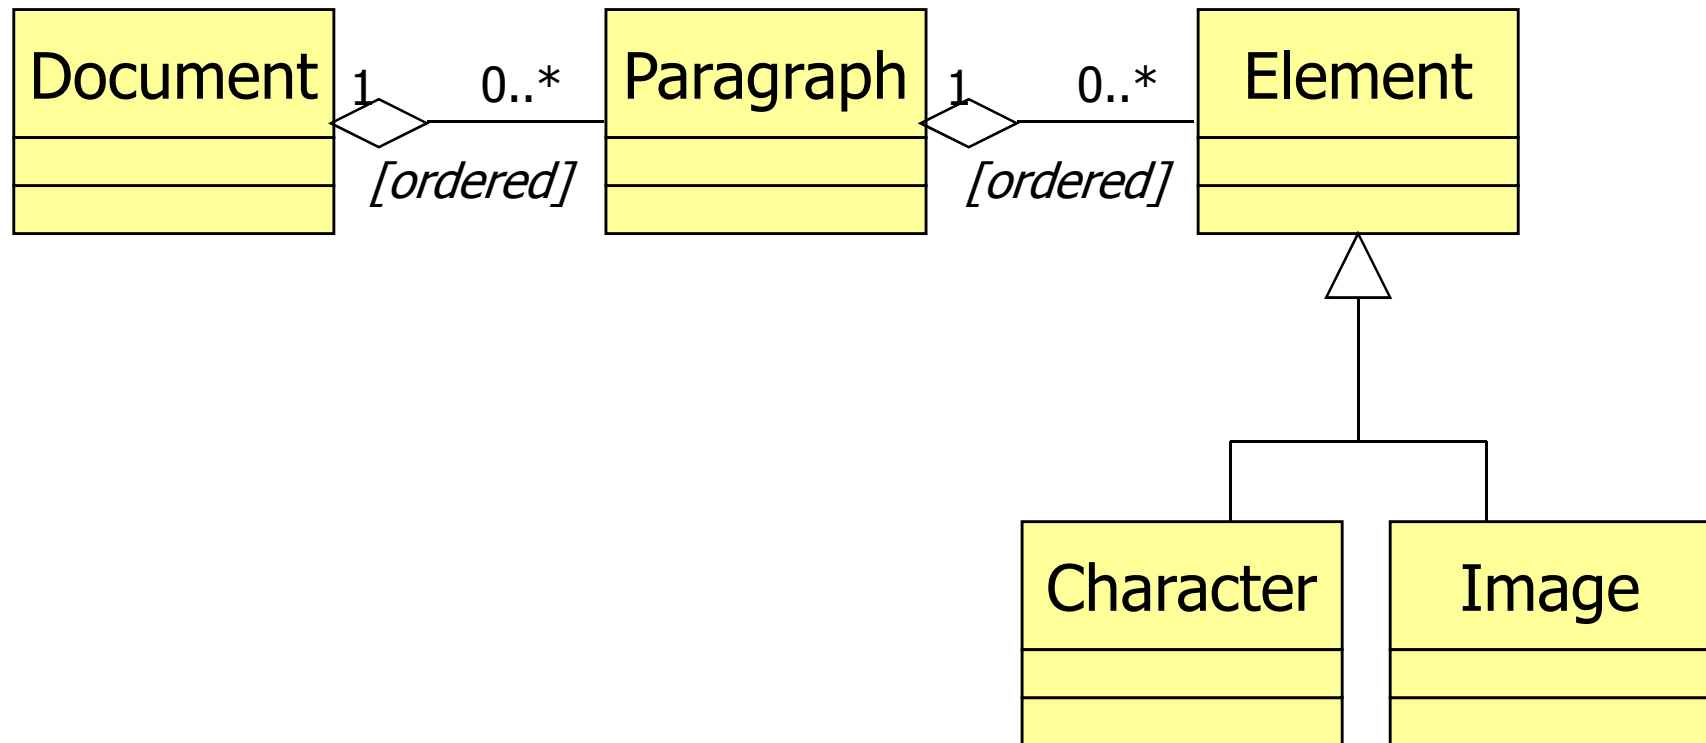 Document
1
0..*
[ordered]
Paragraph
1
0..*
[ordered]
Element
Character
Image